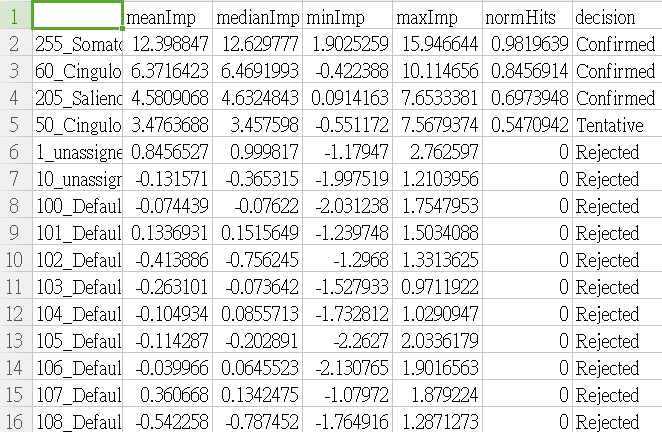 1 meanImp medianImp minImp maxImp normHits decision
2 255_Somato 12.398847 12.629777 1.9025259 15.946644 0.9819639 Confirmed
3 60_Cingulo 6.3716423 6.4691993 -0.422388 10.114656 0.8456914 Confirmed
4 205_Salienc 4.5809068 4.6324843 0.0914163 7.6533381 0.6973948 Confirmed
5 50_Cingulo 3.4763688 3.457598 -0.551172 7.5679374 0.5470942 Tentative
6 1_unassigne 0.8456527 0.999817 -1.17947 2.762597 0 Rejected
7 10_unassigr -0.131571 -0.365315 -1.997519 1.2103956 0 Rejected
8 100_Defaul -0.074439 -0.07622 -2.031238 1.7547953 0 Rejected
9 101_Defaul 0.1336931 0.1515649 -1.239748 1.5034088 0 Rejected
10 102_Defaul -0.413886 -0.756245 -1.2968 1.3313625 0 Rejected
11 103_Defaul -0.263101 -0.073642 -1.527933 0.9711922 0 Rejected
12 104_Defaul -0.104934 0.0855713 -1.732812 1.0290947 0 Rejected
13 105_Defaul -0.114287 -0.202891 -2.2627 2.0336179 0 Rejected
14 106_Defaul -0.039966 0.0645523 -2.130765 1.9016563 0 Rejected
15 107_Defaul 0.360668 0.1342475 -1.07972 1.879224 0 Rejected
16 108_Defaul -0.542258 -0.787452 -1.764916 1.2871273 0 Rejected